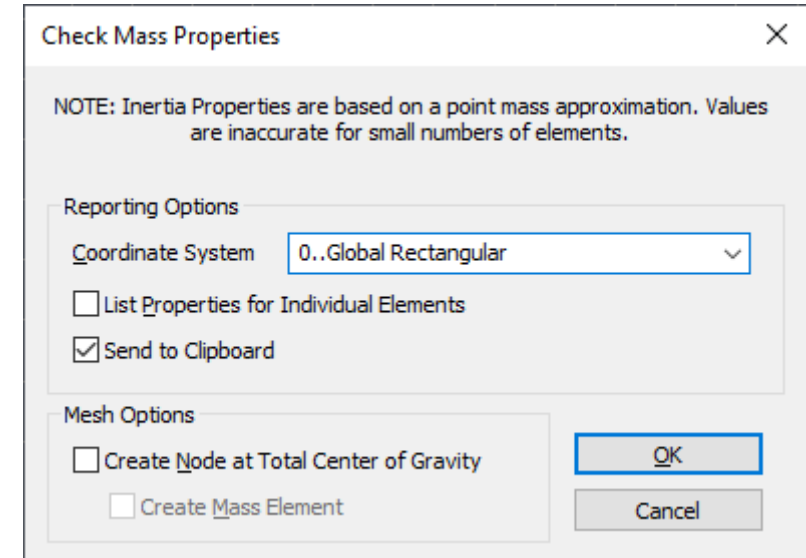 Check Mass Properties
NOTE: Inertia Properties are based on a point mass approximation. Values
are inaccurate for small numbers of elements.
Reporting Options
Coordinate System 0..Global Rectangular
List Properties for Individual Elements
Send to Clipboard
Mesh Options
Create Node at Total Center of Gravity
OK
Create Mass Element
Cancel